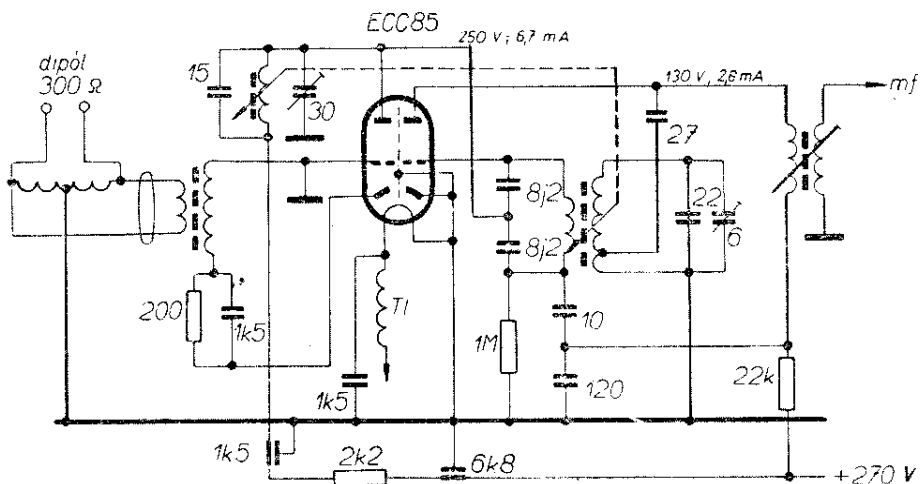 ECC85
250 V ; 6,7 mA
130 V, 2,6 mA
mf
dipól
300 Ω
15
30
27
8j2
8j2
22
6
200
1k5
Tl
1M
10
120
22k
1k5
1k5
2k2
6k8
+270 V